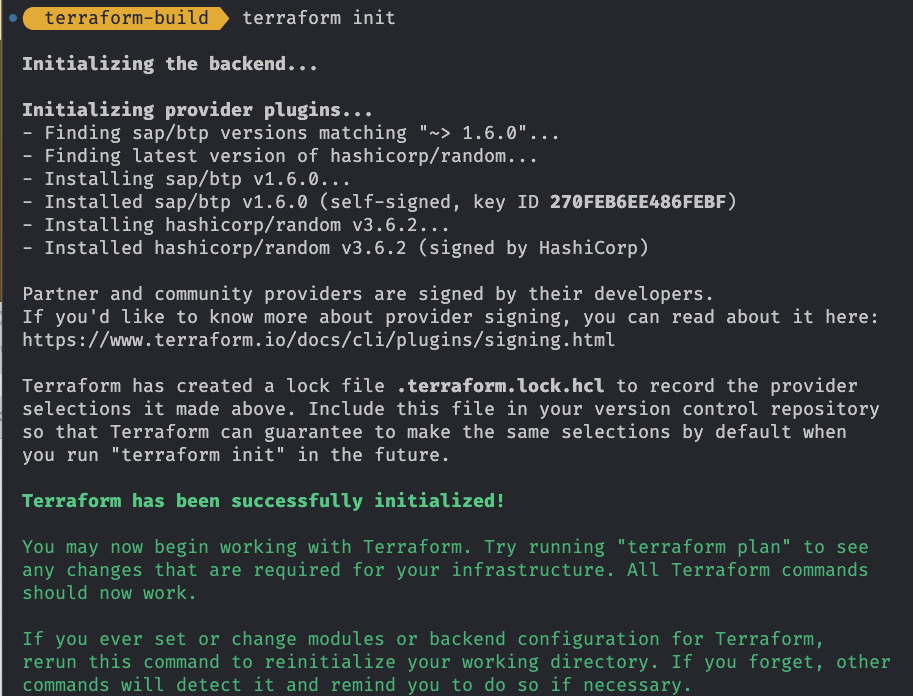 terraform-build terraform init
Initializing the backend...
Initializing provider plugins...
- Finding sap/btp versions matching "~> 1.6.0"...
- Finding latest version of hashicorp/random...
- Installing sap/btp v1.6.0...
- Installed sap/btp v1.6.0 (self-signed, key ID 270FEB6EE486FEBF)
- Installing hashicorp/random v3.6.2...
- Installed hashicorp/random v3.6.2 (signed by HashiCorp)
Partner and community providers are signed by their developers.
If you'd like to know more about provider signing, you can read about it here:
https://www.terraform.io/docs/cli/plugins/signing.html
Terraform has created a lock file .terraform.lock.hcl to record the provider
selections it made above. Include this file in your version control repository
so that Terraform can guarantee to make the same selections by default when
you run "terraform init" in the future.
Terraform has been successfully initialized!
You may now begin working with Terraform. Try running "terraform plan" to see
any changes that are required for your infrastructure. All Terraform commands
should now work.
If you ever set or change modules or backend configuration for Terraform,
rerun this command to reinitialize your working directory. If you forget, other
commands will detect it and remind you to do so if necessary.